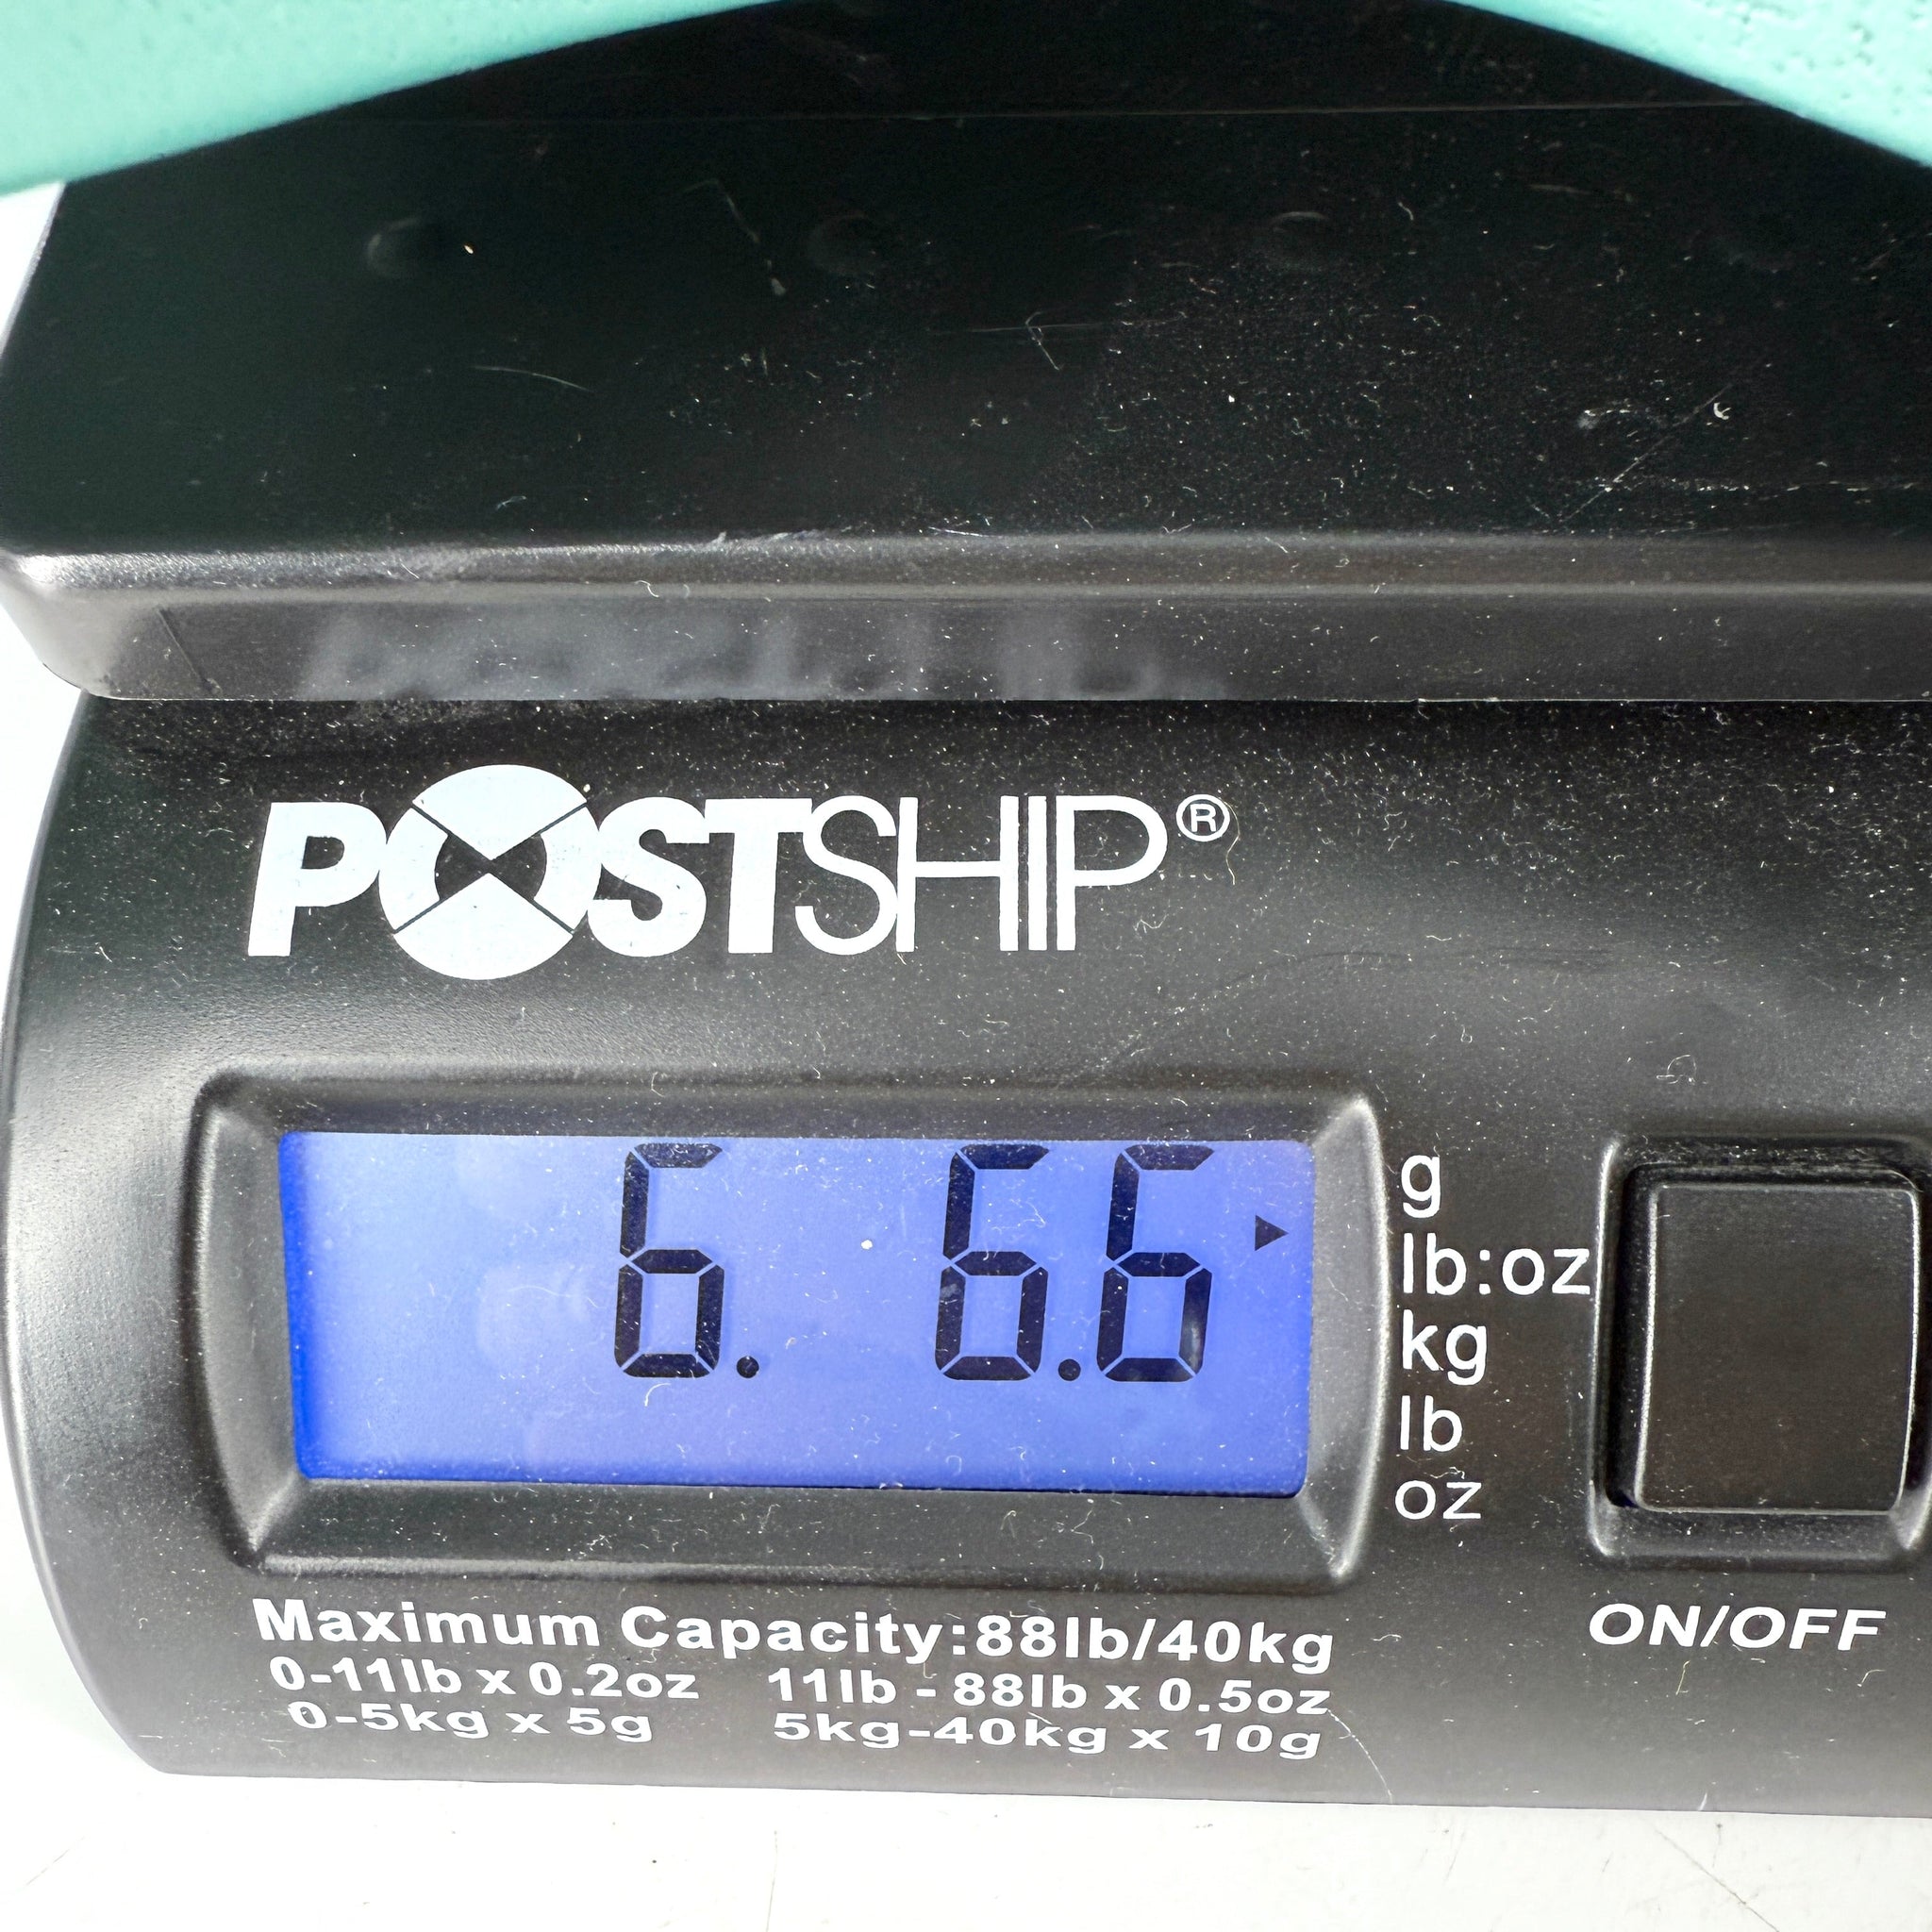 POSTSHIP®
6. 6.6
g
lb:oz
kg
lb
oz
ON/OFF
Maximum Capacity:88lb/40kg
0-11lb x 0.2oz 11lb - 88lb x 0.5oz
0-5kg x 5g 5kg-40kg x 10g